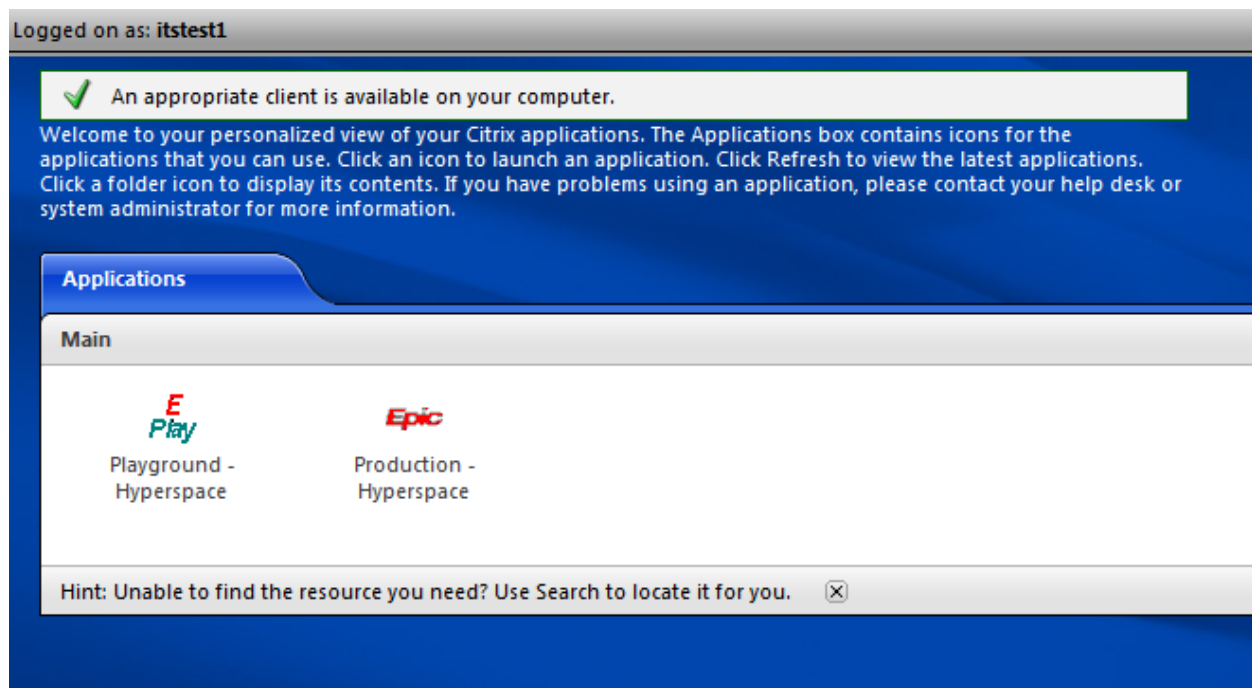 Logged on as: itstest1
An appropriate client is available on your computer.
Welcome to your personalized view of your Citrix applications. The Applications box contains icons for the
applications that you can use. Click an icon to launch an application. Click Refresh to view the latest applications.
Click a folder icon to display its contents. If you have problems using an application, please contact your help desk or
system administrator for more information.
Applications
Main
E
Play
Playground -
Hyperspace
Epic
Production -
Hyperspace
Hint: Unable to find the resource you need? Use Search to locate it for you.